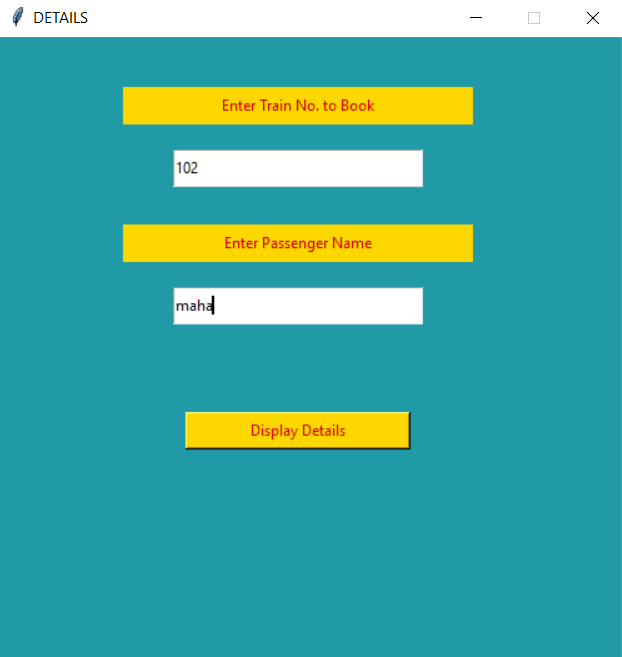 DETAILS
Enter Train No. to Book
102
Enter Passenger Name
maha
Display Details